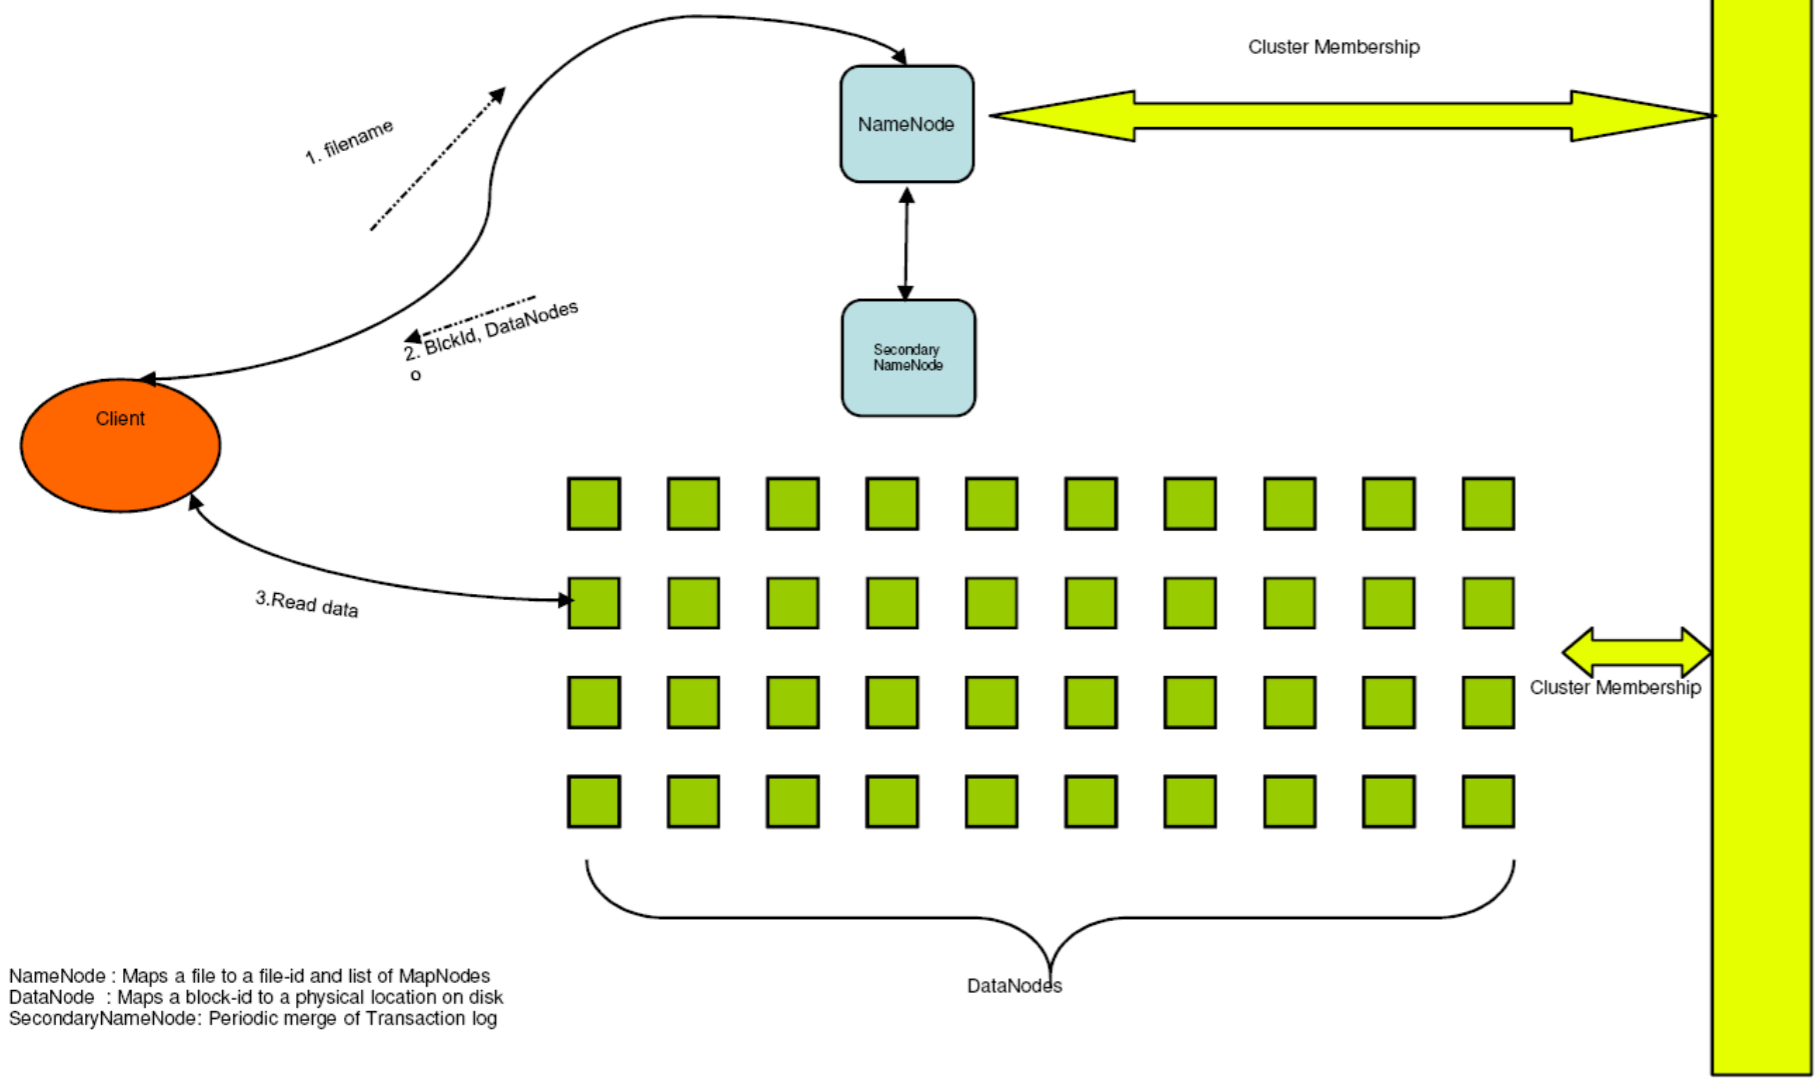 Cluster Membership
1. filename
NameNode
2. BlckId, DataNodes
o
Secondary
NameNode
Client
3.Read data
Cluster Membership
DataNodes
NameNode : Maps a file to a file-id and list of MapNodes
DataNode : Maps a block-id to a physical location on disk
SecondaryNameNode: Periodic merge of Transaction log